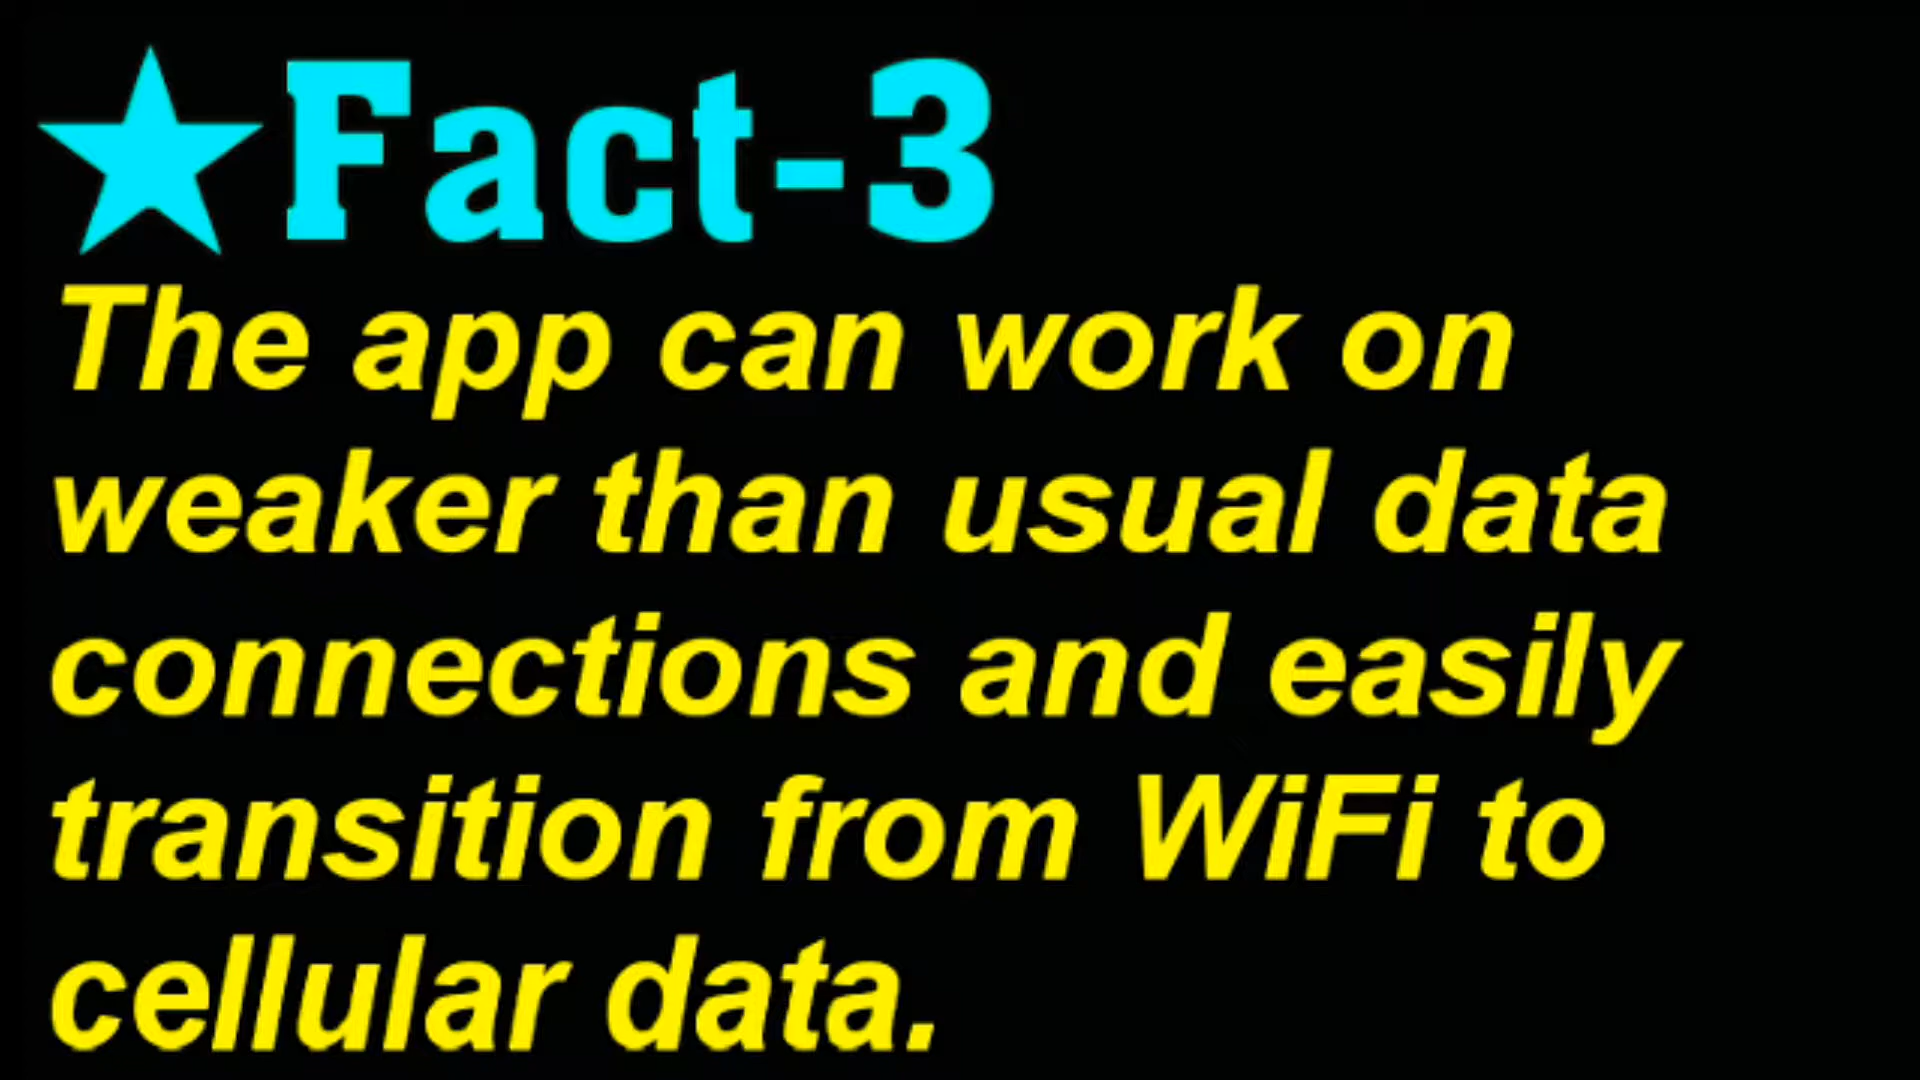 ★Fact-3
The app can work on
weaker than usual data
connections and easily
transition from WiFi to
cellular data.